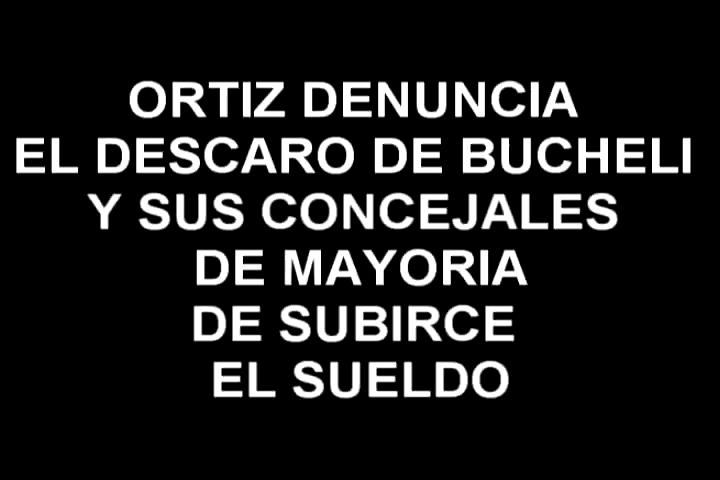 ORTIZ DENUNCIA
EL DESCARO DE BUCHELI
Y SUS CONCEJALES
DE MAYORIA
DE SUBIRCE
EL SUELDO